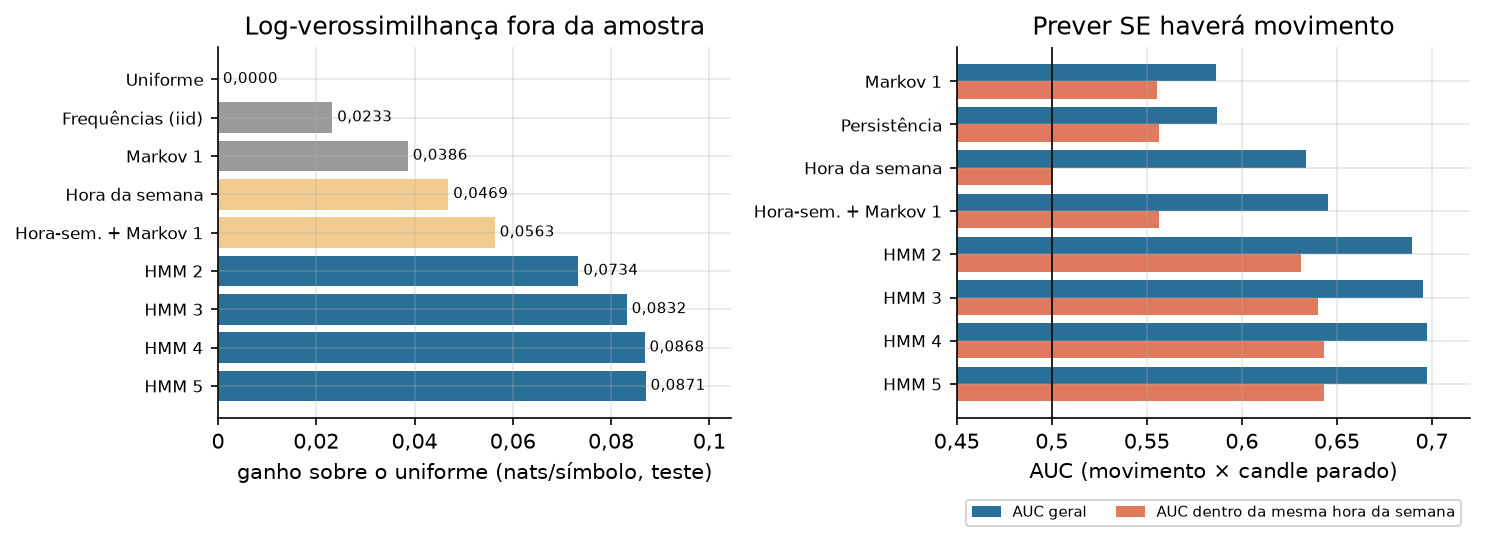 Log-verossimilhança fora da amostra
Uniforme
0,0000
Frequências (iid)
0,0233
Markov 1
0,0386
Hora da semana
0,0469
Hora-sem. + Markov 1
0,0563
HMM 2
0,0734
HMM 3
0,0832
HMM 4
0,0868
HMM 5
0,0871
0 0,02 0,04 0,06 0,08 0,1
ganho sobre o uniforme (nats/símbolo, teste)
Prever SE haverá movimento
Markov 1
Persistência
Hora da semana
Hora-sem. + Markov 1
HMM 2
HMM 3
HMM 4
HMM 5
0,45 0,5 0,55 0,6 0,65 0,7
AUC (movimento × candle parado)
AUC geral
AUC dentro da mesma hora da semana